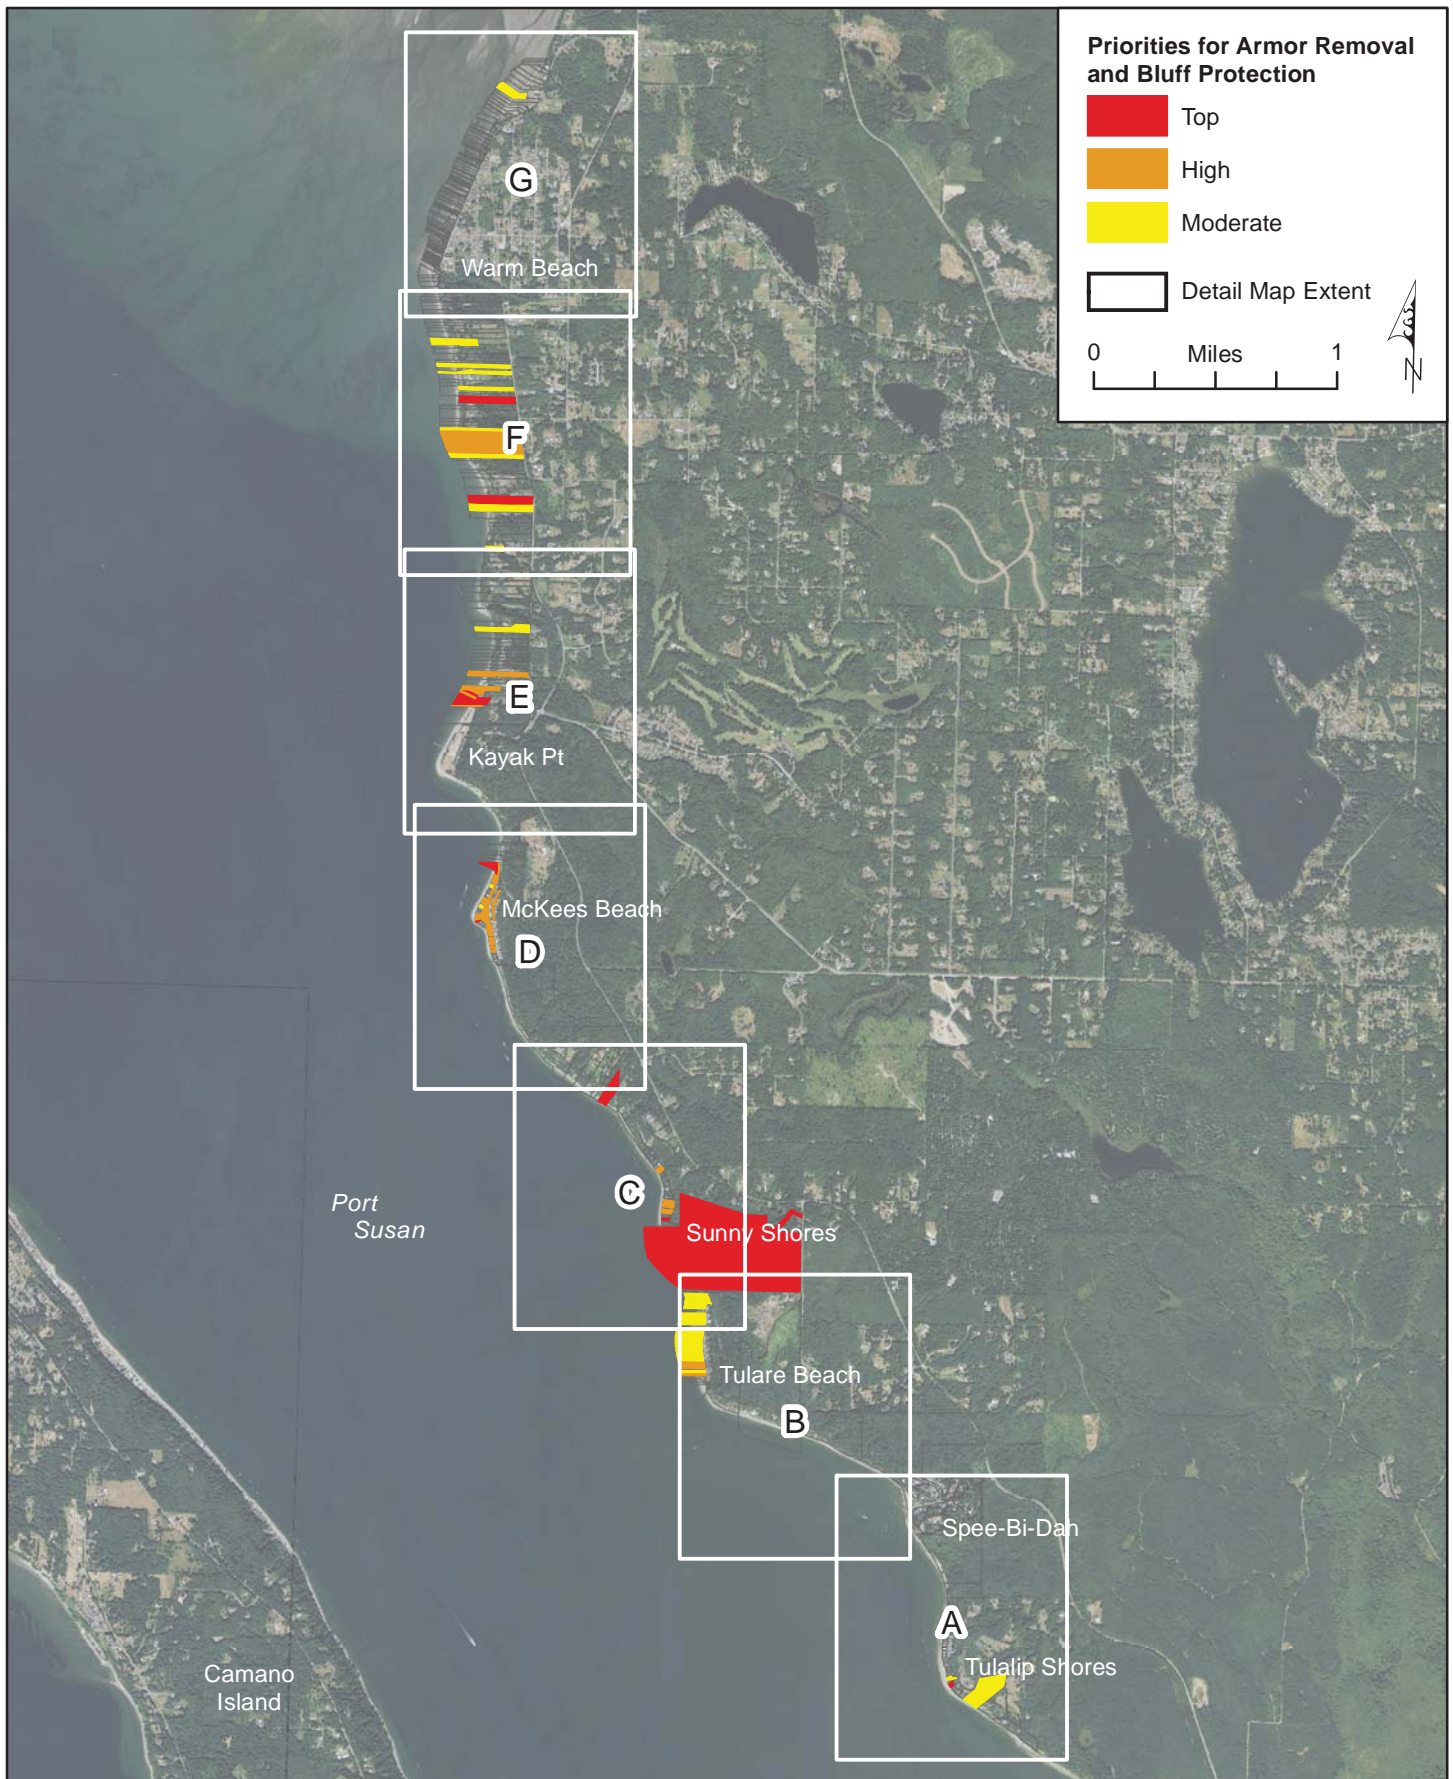 Priorities for Armor Removal
and Bluff Protection
Top
High
Moderate
Detail Map Extent
0 Miles 1
N
G
Warm Beach
F
E
Kayak Pt
McKees Beach
D
C
Port
Susan
Sunny Shores
Tulare Beach
B
Spee-Bi-Dah
A
Tulalip Shores
Camano
Island